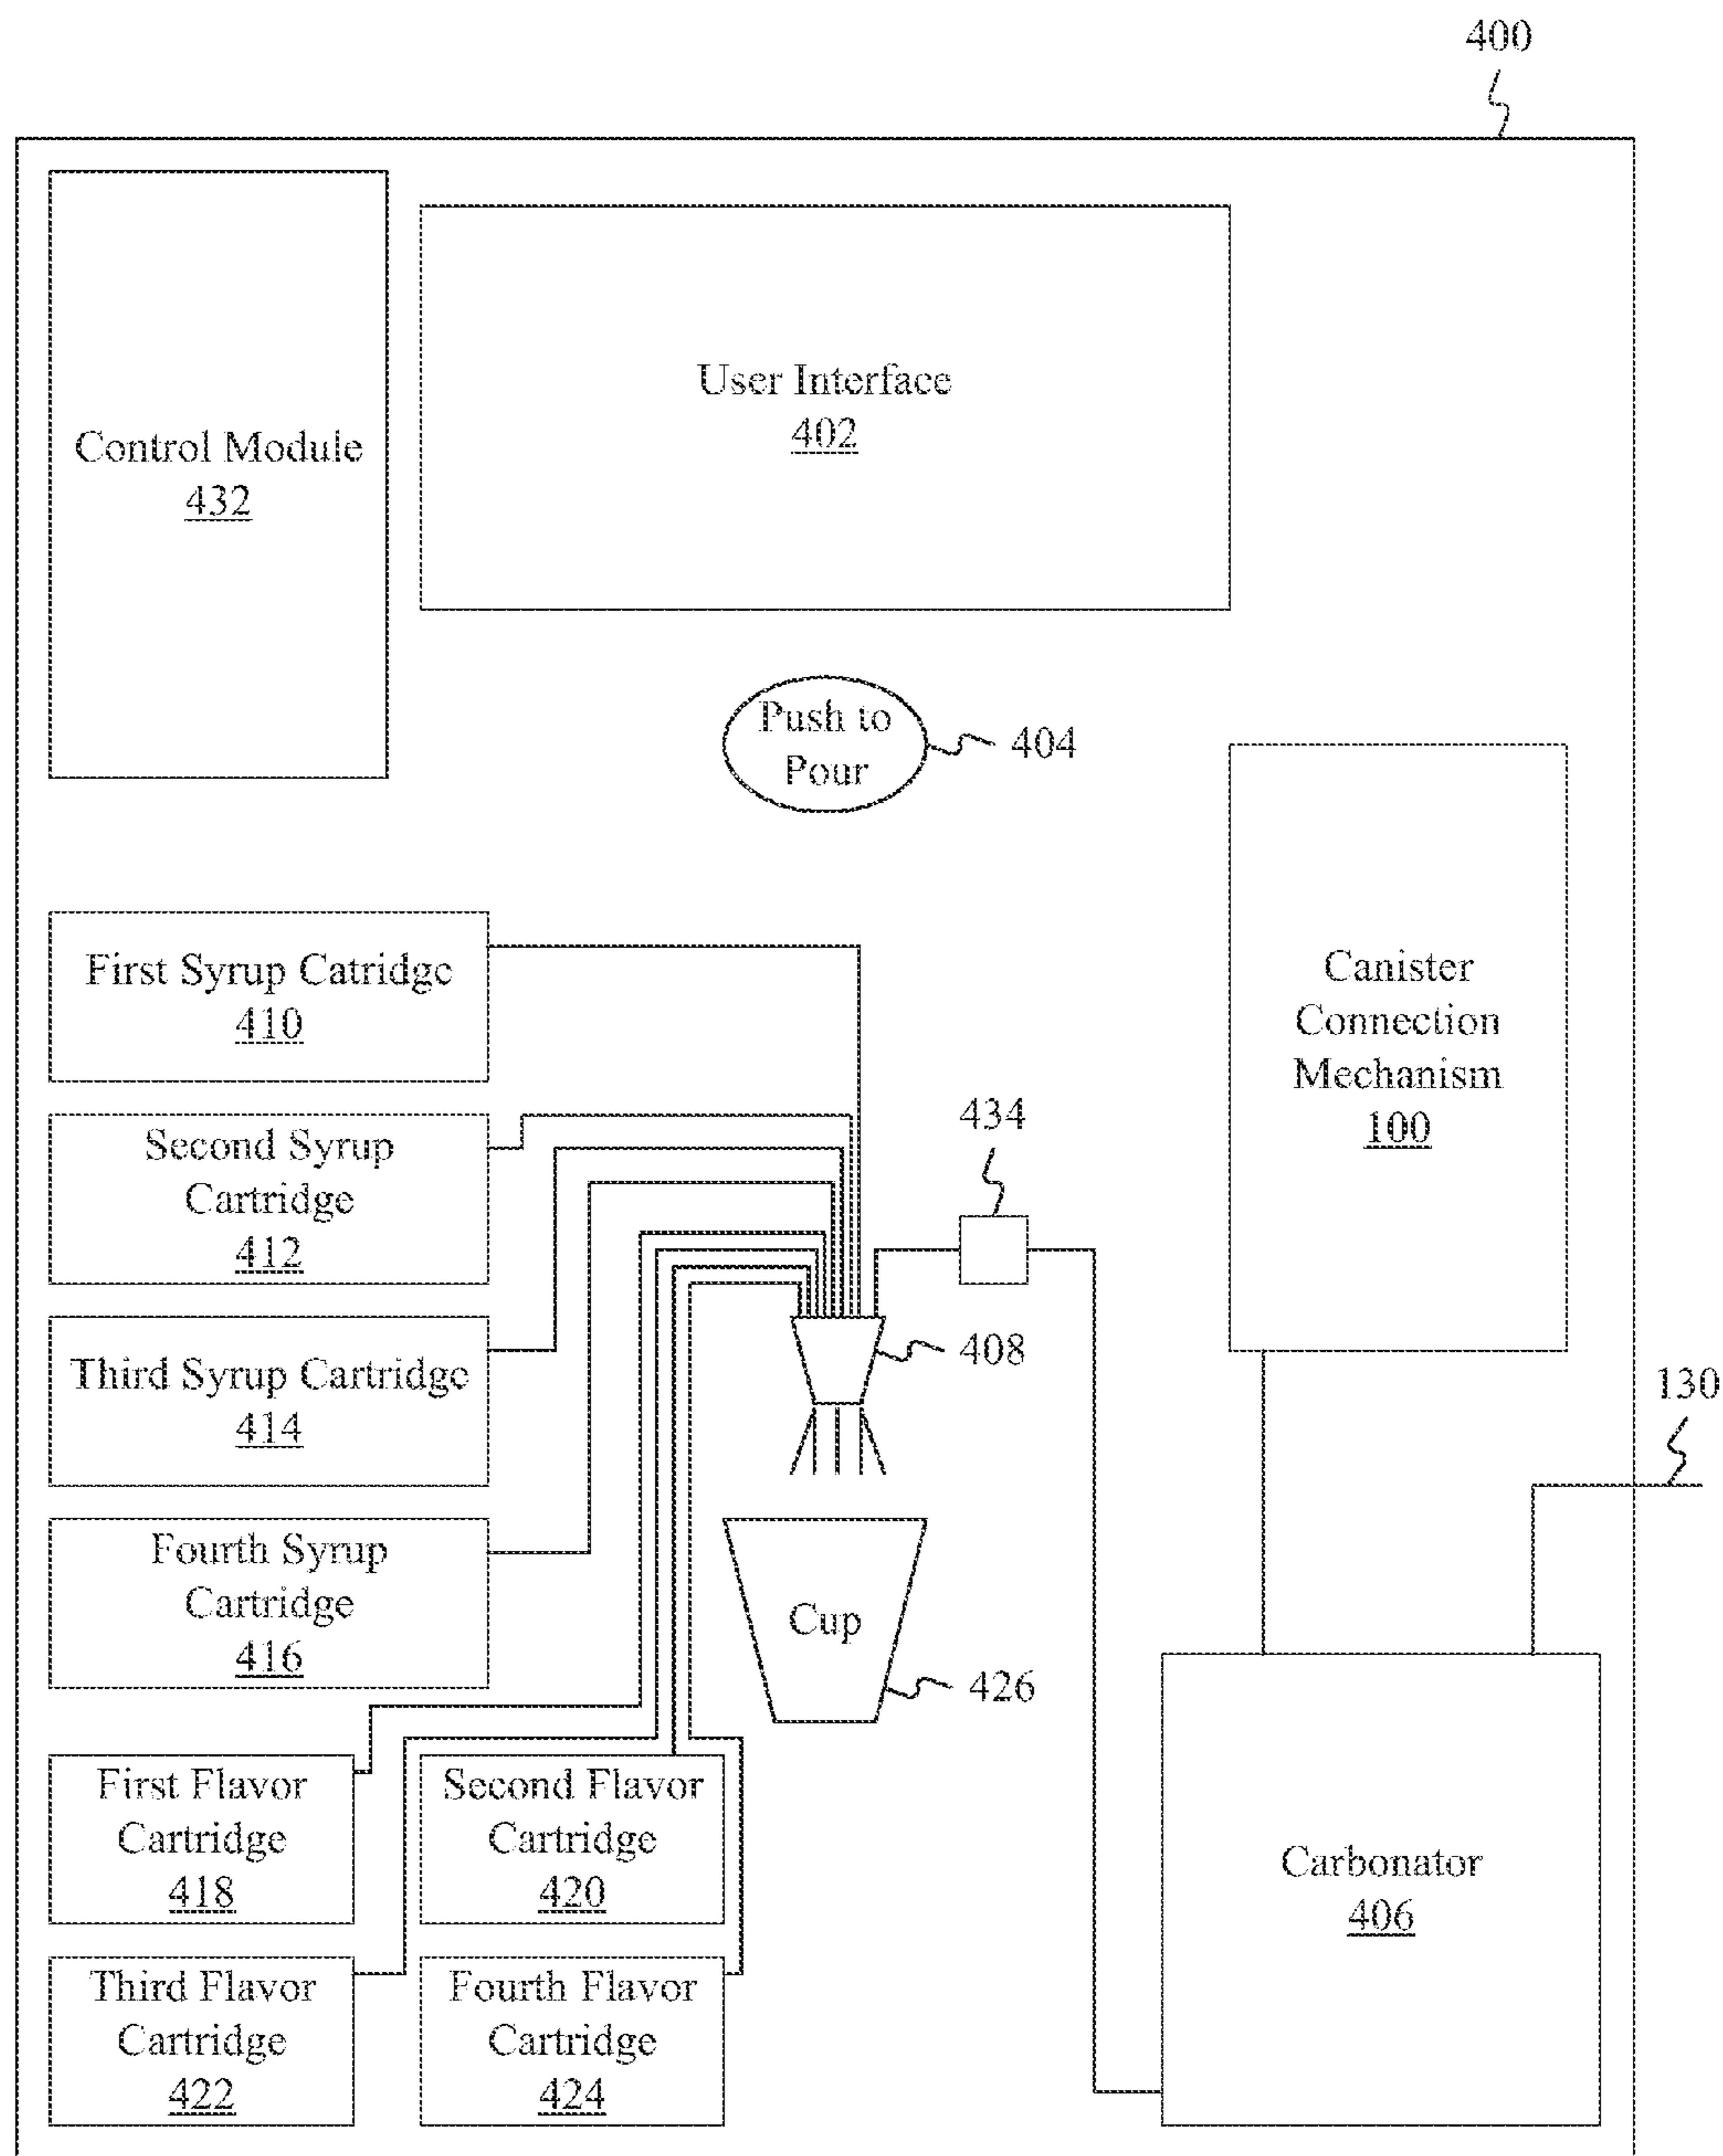 400
Control Module
432
User Interface
402
Push to
Pour
404
First Syrup Catridge
410
Second Syrup
Cartridge
412
Third Syrup Cartridge
414
Fourth Syrup
Cartridge
416
434
408
Canister
Connection
Mechanism
100
130
Cup
426
First Flavor
Cartridge
418
Second Flavor
Cartridge
420
Third Flavor
Cartridge
422
Fourth Flavor
Cartridge
424
Carbonator
406